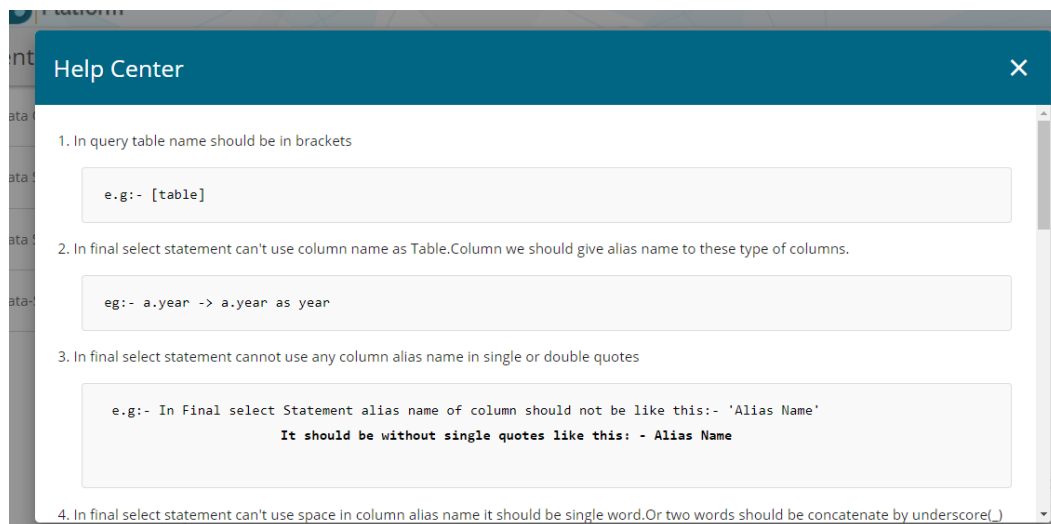 Help Center
1. In query table name should be in brackets
e.g:- [table]
2. In final select statement can't use column name as Table.Column we should give alias name to these type of columns.
eg:- a.year -> a.year as year
3. In final select statement cannot use any column alias name in single or double quotes
e.g:- In Final select Statement alias name of column should not be like this:- 'Alias Name'
It should be without single quotes like this: - Alias Name
4. In final select statement can't use space in column alias name it should be single word.Or two words should be concatenate by underscore(_)